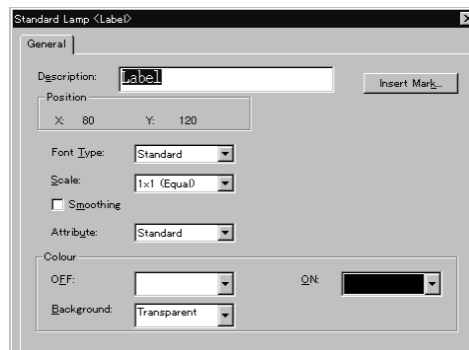 Standard Lamp <Label>
General
Description: Label Insert Mark...
Position
X: 80 Y: 120
Font Type: Standard
Scale: 1x1 (Equal)
Smoothing
Attribute: Standard
Colour
OFF: ON:
Background: Transparent